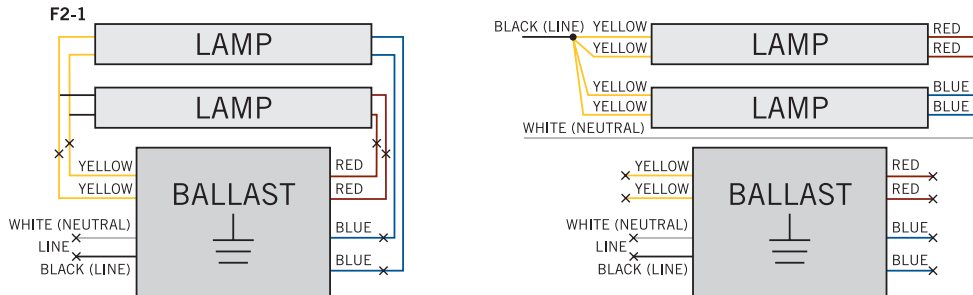 F2-1
LAMP
LAMP
YELLOW
YELLOW
WHITE (NEUTRAL)
LINE
BLACK (LINE)
BALLAST
RED
RED
BLUE
BLUE
BLACK (LINE)
YELLOW
YELLOW
LAMP
RED
RED
YELLOW
YELLOW
LAMP
BLUE
BLUE
WHITE (NEUTRAL)
YELLOW
YELLOW
WHITE (NEUTRAL)
LINE
BLACK (LINE)
BALLAST
RED
RED
BLUE
BLUE